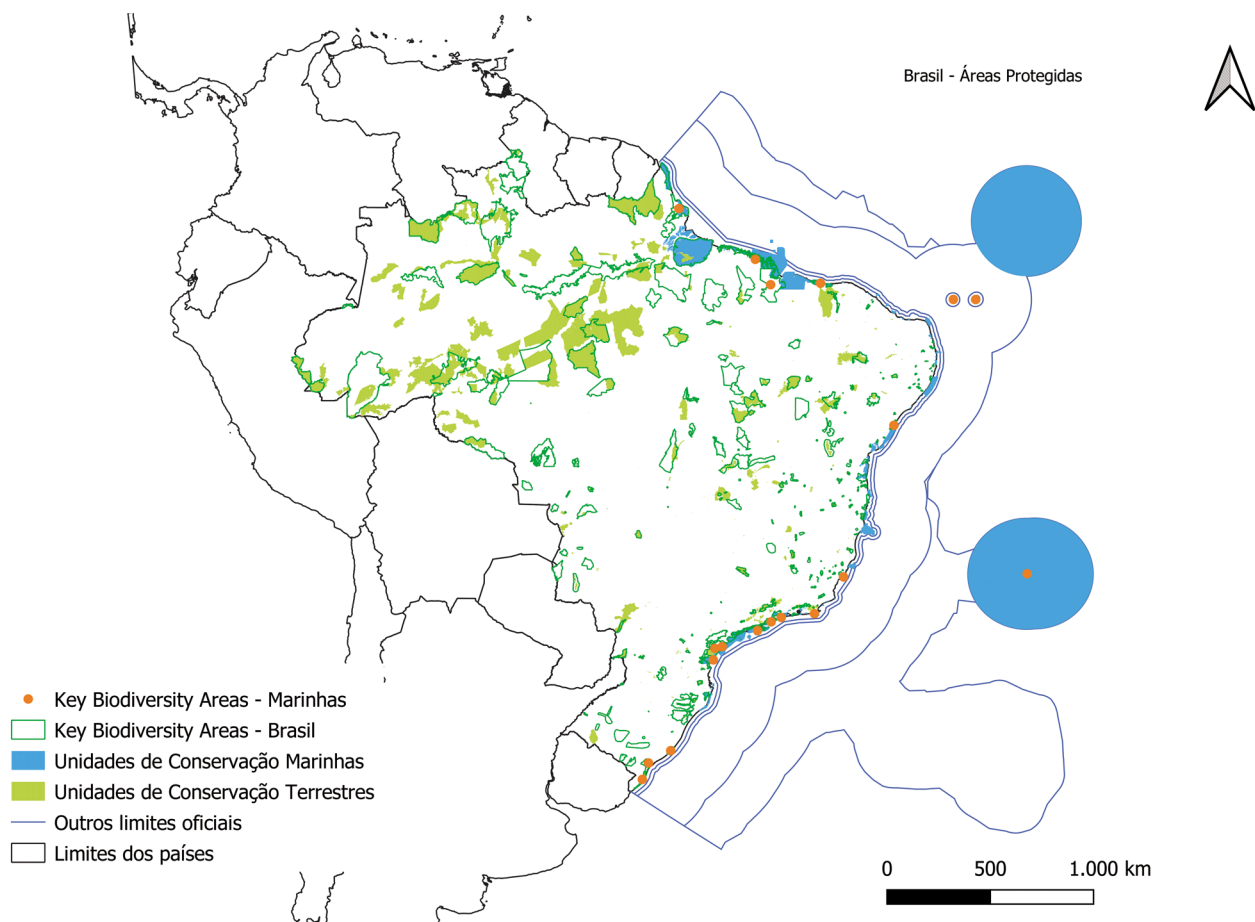 Brasil - Áreas Protegidas
Key Biodiversity Areas - Marinhas
Key Biodiversity Areas - Brasil
Unidades de Conservação Marinhas
Unidades de Conservação Terrestres
Outros limites oficiais
Limites dos países
0 500 1.000 km